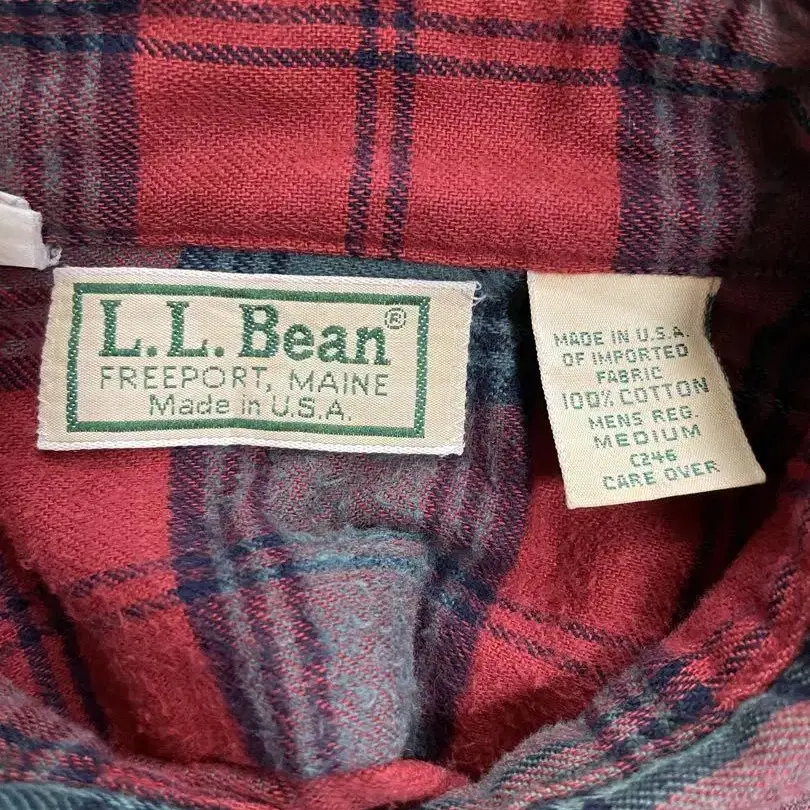 L.L.Bean®
FREEPORT, MAINE
Made in U.S.A.
MADE IN U.S.A.
OF IMPORTED
FABRIC
100% COTTON
MENS REG.
MEDIUM
C246
CARE OVER